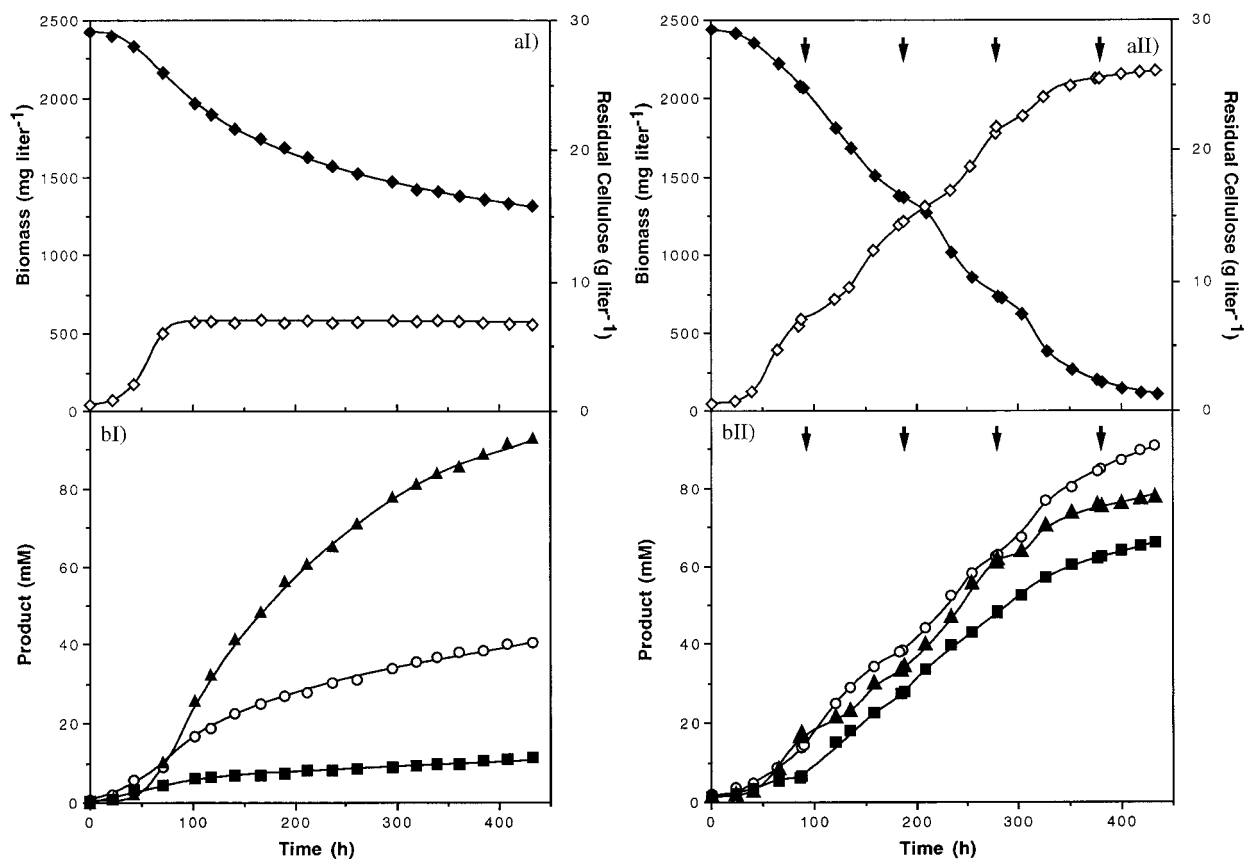 aI)
2500
2000
1500
1000
500
0
Biomass (mg liter-1)
30
20
10
0
Residual Cellulose (g liter-1)
aII)
2500
2000
1500
1000
500
0
Biomass (mg liter-1)
30
20
10
0
Residual Cellulose (g liter-1)
bI)
80
60
40
20
0
Product (mM)
0 100 200 300 400
Time (h)
bII)
80
60
40
20
0
Product (mM)
0 100 200 300 400
Time (h)